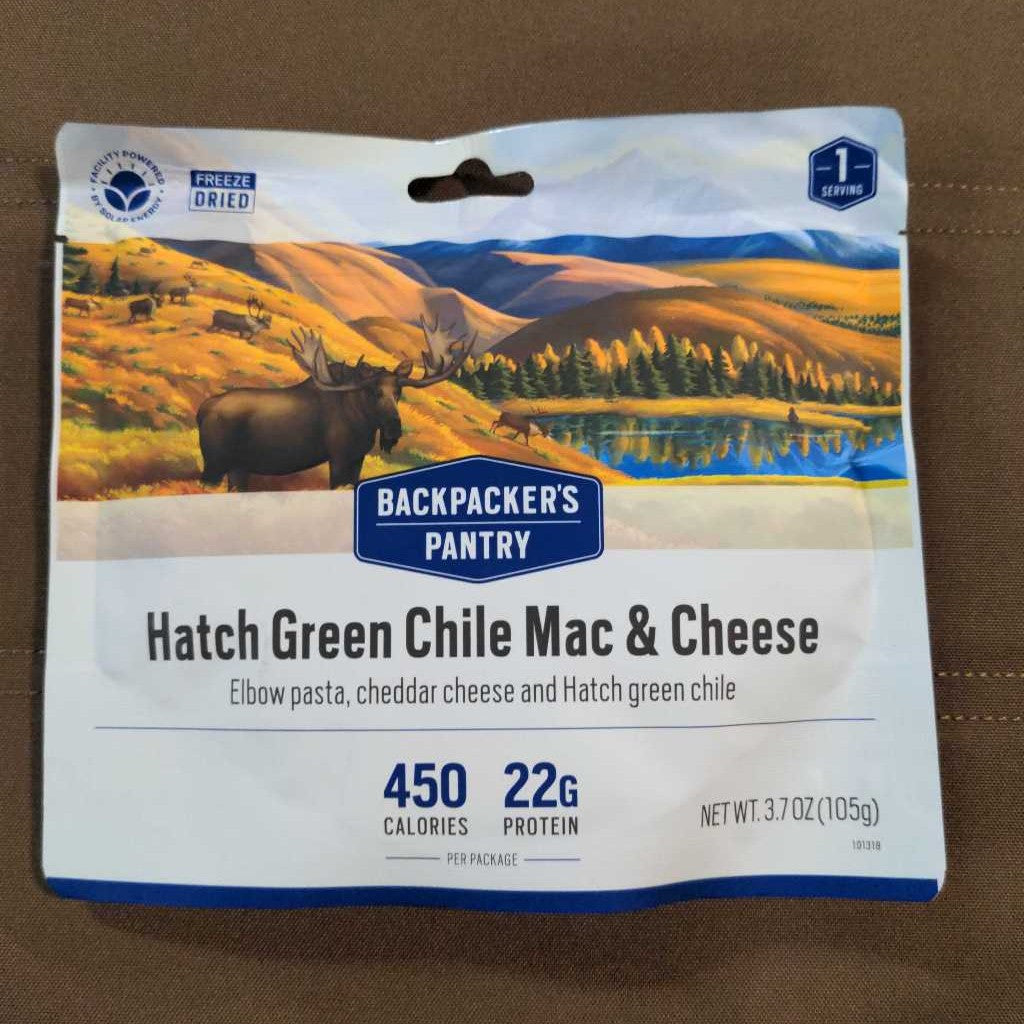 FACILITY POWERED
BY SOLAR ENERGY
FREEZE
DRIED
1
SERVING
BACKPACKER'S
PANTRY
Hatch Green Chile Mac & Cheese
Elbow pasta, cheddar cheese and Hatch green chile
450 22G
CALORIES PROTEIN
PER PACKAGE
NET WT. 3.7 OZ (105g)
101318